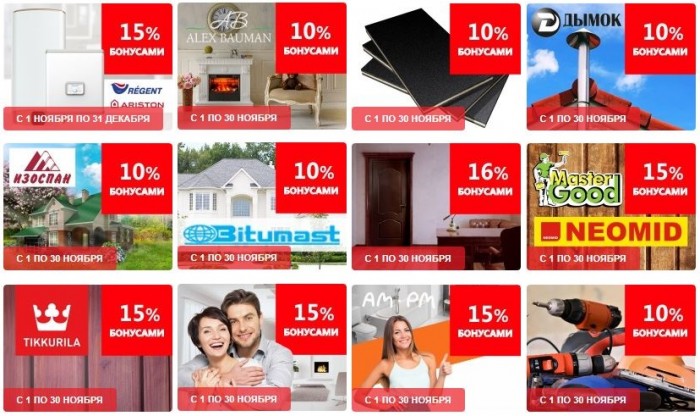 15%
БОНУСАМИ
RÉGENT
ARISTON
С 1 НОЯБРЯ ПО 31 ДЕКАБРЯ
AB
ALEX BAUMAN
10%
БОНУСАМИ
С 1 ПО 30 НОЯБРЯ
10%
БОНУСАМИ
С 1 ПО 30 НОЯБРЯ
ДЫМОК
10%
БОНУСАМИ
С 1 ПО 30 НОЯБРЯ
ИЗОСПАН
10%
БОНУСАМИ
С 1 ПО 30 НОЯБРЯ
10%
БОНУСАМИ
Bitumast
С 1 ПО 30 НОЯБРЯ
16%
БОНУСАМИ
С 1 ПО 30 НОЯБРЯ
Master
Good
15%
БОНУСАМИ
NEOMID
С 1 ПО 30 НОЯБРЯ
TIKKURILA
15%
БОНУСАМИ
С 1 ПО 30 НОЯБРЯ
15%
БОНУСАМИ
С 1 ПО 30 НОЯБРЯ
AM PM
15%
БОНУСАМИ
С 1 ПО 30 НОЯБРЯ
10%
БОНУСАМИ
С 1 ПО 30 НОЯБРЯ